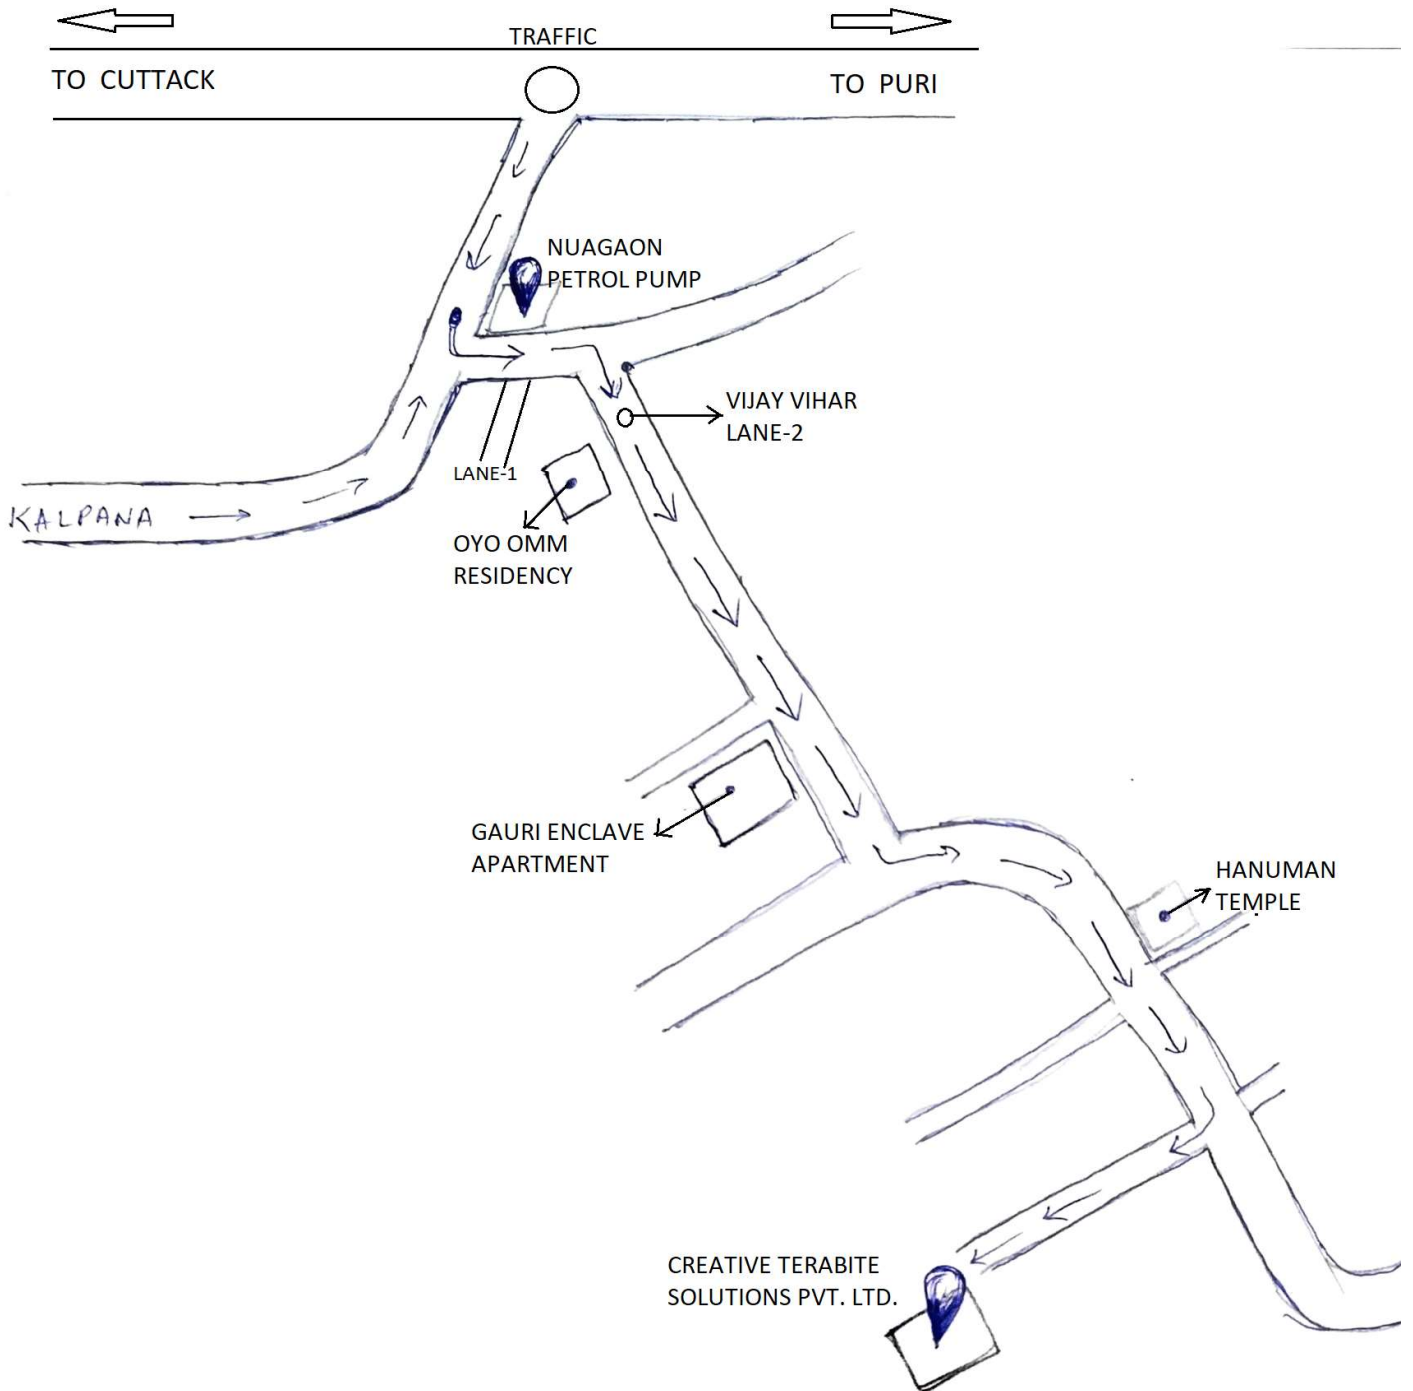 TRAFFIC
TO CUTTACK
TO PURI
NUAGAON
PETROL PUMP
VIJAY VIHAR
LANE-2
LANE-1
KALPANA
OYO OMM
RESIDENCY
GAURI ENCLAVE
APARTMENT
HANUMAN
TEMPLE
CREATIVE TERABITE
SOLUTIONS PVT. LTD.